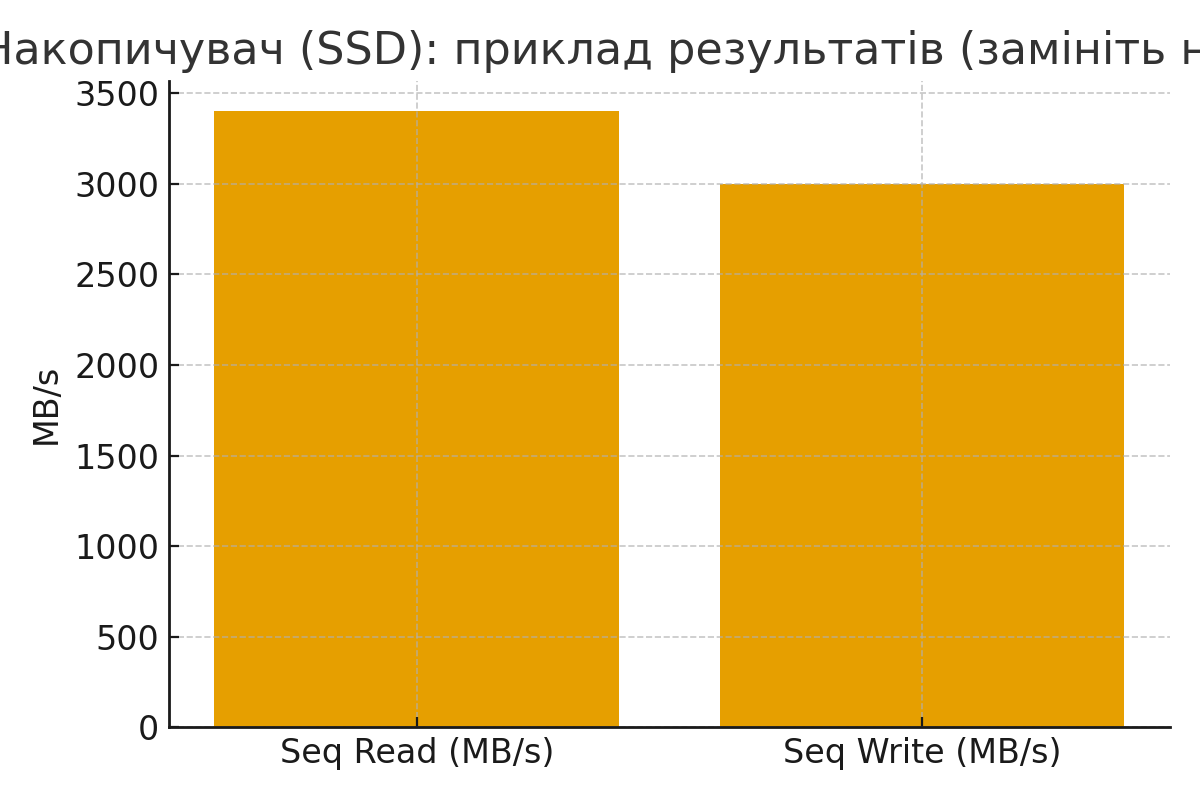 Накопичувач (SSD): приклад результатів (замініть н
3500
3000
2500
2000
1500
1000
500
0
MB/s
Seq Read (MB/s)
Seq Write (MB/s)